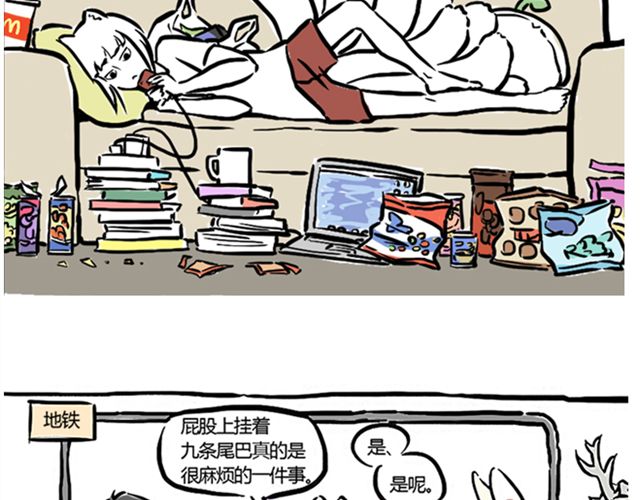 M
地铁
屁股上挂着
九条尾巴真的是
很麻烦的一件事。
是、
是呢。